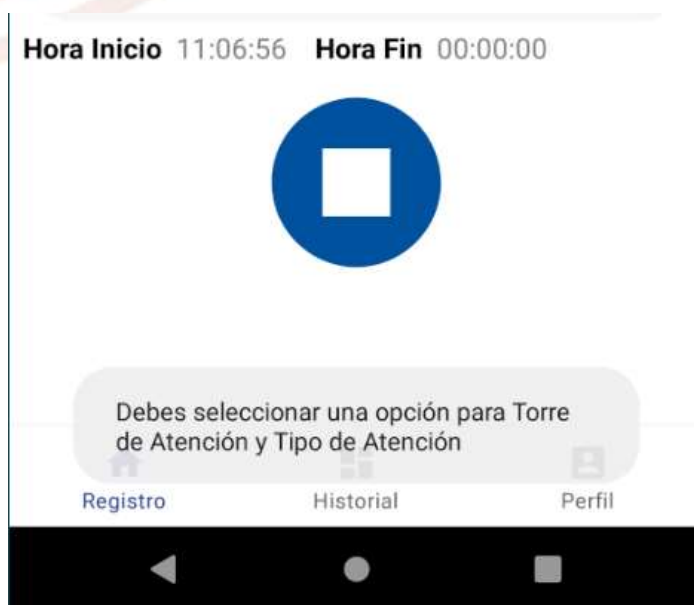 Hora Inicio 11:06:56 Hora Fin 00:00:00
Debes seleccionar una opción para Torre
de Atención y Tipo de Atención
Registro Historial Perfil